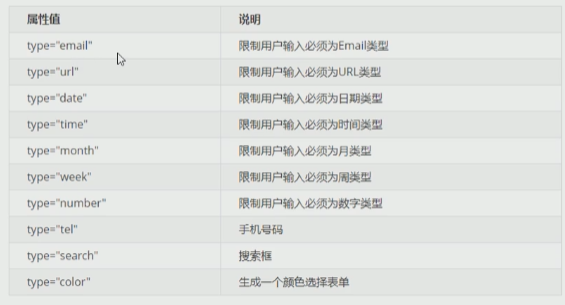 属性值 说明
type="email" 限制用户输入必须为Email类型
type="url" 限制用户输入必须为URL类型
type="date" 限制用户输入必须为日期类型
type="time" 限制用户输入必须为时间类型
type="month" 限制用户输入必须为月类型
type="week" 限制用户输入必须为周类型
type="number" 限制用户输入必须为数字类型
type="tel" 手机号码
type="search" 搜索框
type="color" 生成一个颜色选择表单